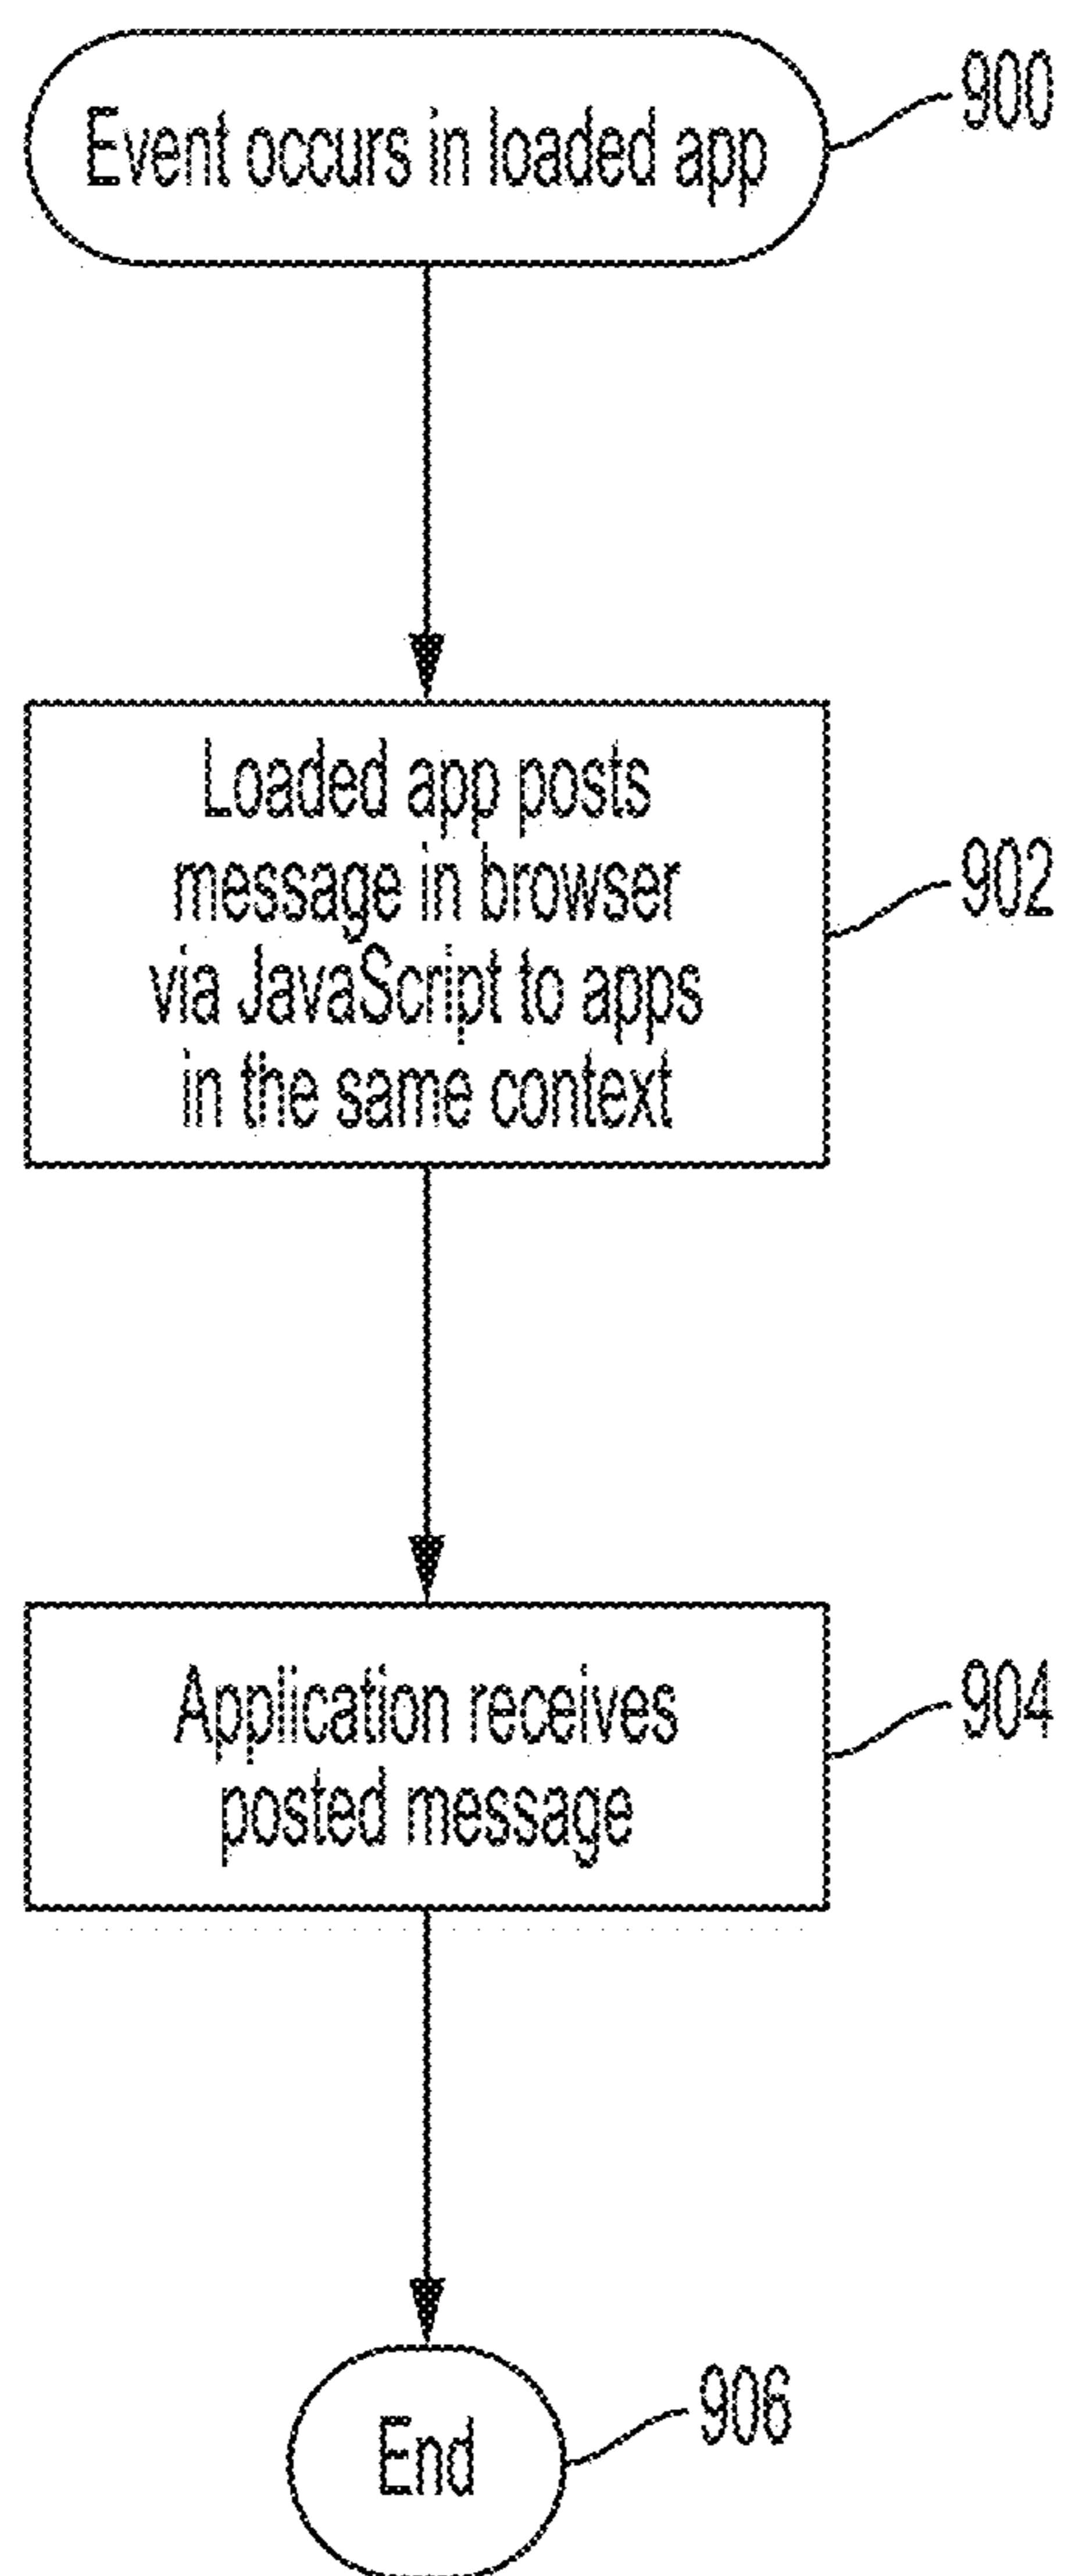 Event occurs in loaded app
900
Loaded app posts
message in browser
via JavaScript to apps
in the same context
902
Application receives
posted message
904
End
906